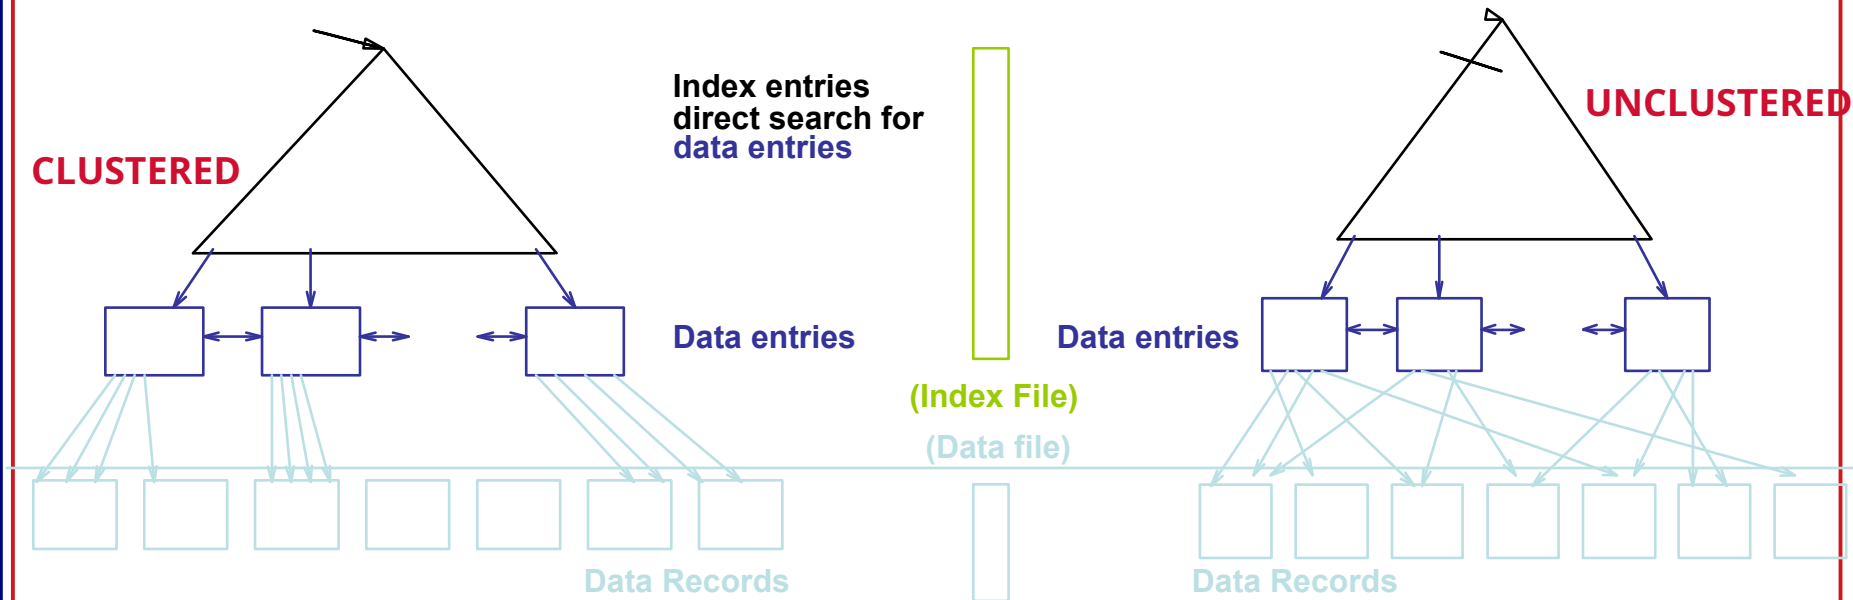 CLUSTERED
Index entries
direct search for
data entries
UNCLUSTERED
Data entries
Data entries
(Index File)
(Data file)
Data Records
Data Records